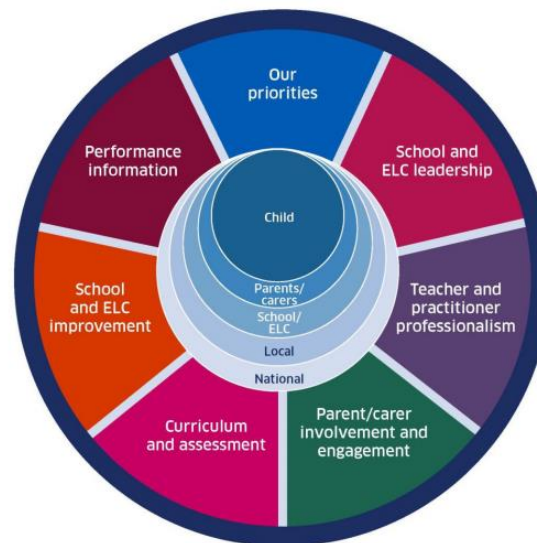 Our
priorities
School and
ELC leadership
Teacher and
practitioner
professionalism
Parent/carer
involvement and
engagement
Curriculum
and assessment
School
and ELC
improvement
Performance
information
Child
Parents/
carers
School/
ELC
Local
National